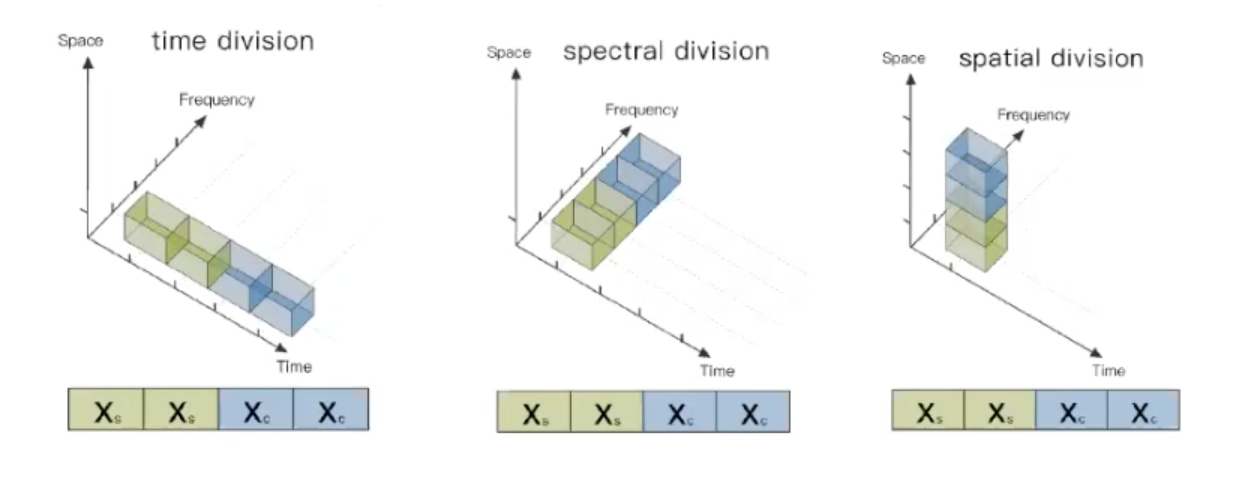 time division
Space
Frequency
Time
Xs Xs Xc Xc
spectral division
Space
Frequency
Time
Xs Xs Xc Xc
spatial division
Space
Frequency
Time
Xs Xs Xc Xc